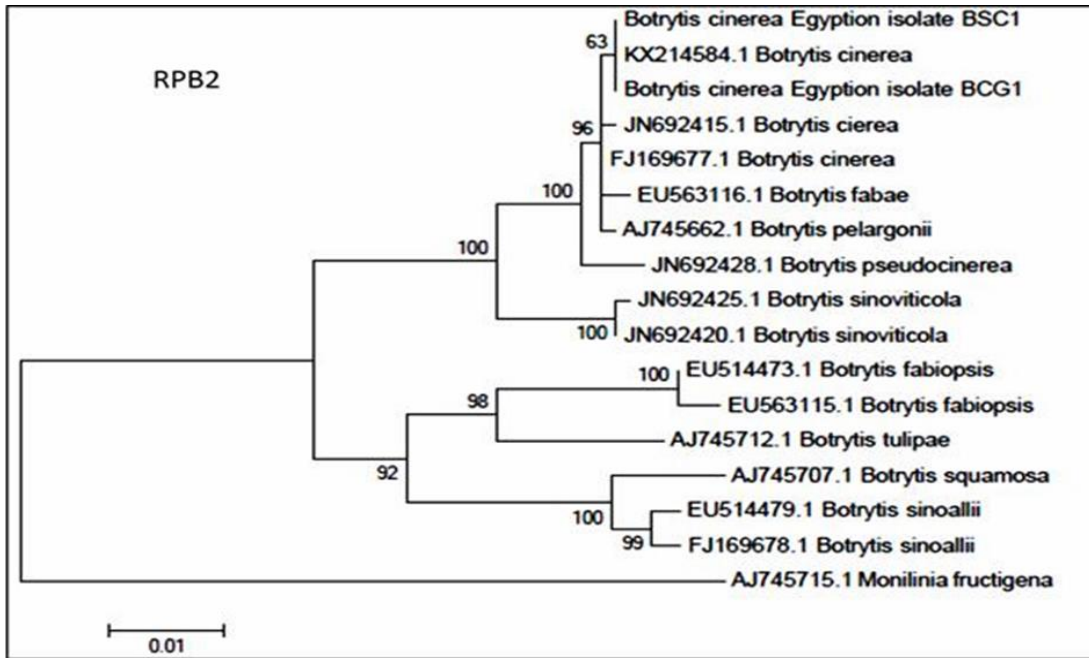 Botrytis cinerea Egyption isolate BSC1
63
KX214584.1 Botrytis cinerea
RPB2
Botrytis cinerea Egyption isolate BCG1
96
JN692415.1 Botrytis cierea
FJ169677.1 Botrytis cinerea
100
EU563116.1 Botrytis fabae
AJ745662.1 Botrytis pelargonii
100
JN692428.1 Botrytis pseudocinerea
JN692425.1 Botrytis sinoviticola
100
JN692420.1 Botrytis sinoviticola
100
EU514473.1 Botrytis fabiopsis
98
EU563115.1 Botrytis fabiopsis
AJ745712.1 Botrytis tulipae
92
AJ745707.1 Botrytis squamosa
100
EU514479.1 Botrytis sinoallii
99
FJ169678.1 Botrytis sinoallii
AJ745715.1 Monilinia fructigena
0.01